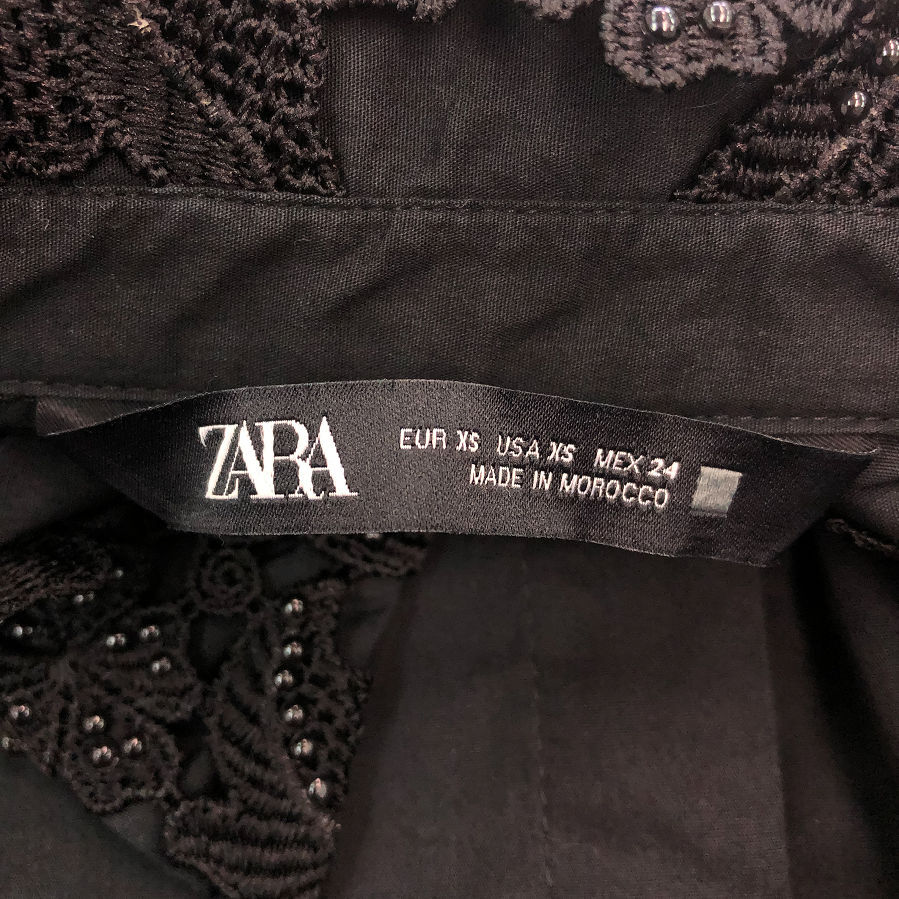 ZARA
EUR XS USA XS MEX 24
MADE IN MOROCCO